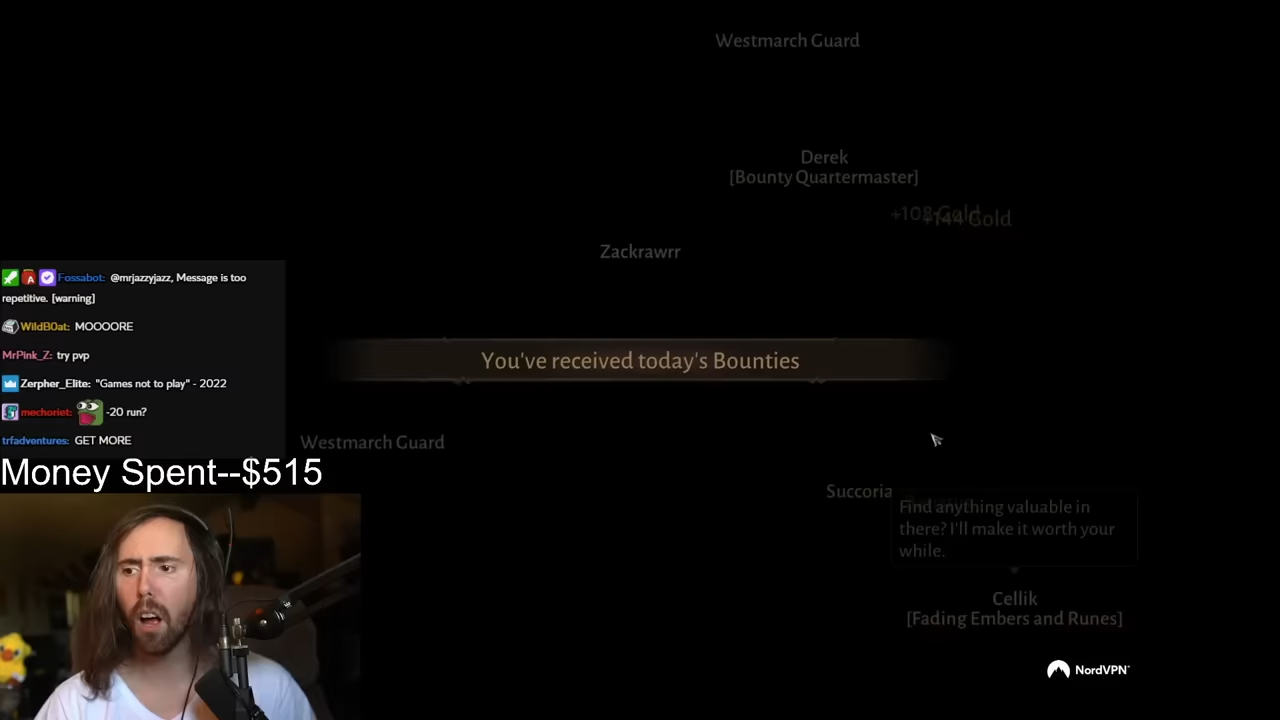 Westmarch Guard
Derek
[Bounty Quartermaster]
+144 Gold
Zackrawrr
Fossabot: @mrjazzyjazz, Message is too
repetitive. [warning]
WildB0at: MOOOORE
MrPink_Z: try pvp
Zerpher_Elite: "Games not to play" - 2022
mechoriet: -20 run?
trfadventures: GET MORE
You've received today's Bounties
Westmarch Guard
Money Spent--$515
Succoria
Find anything valuable in
there? I'll make it worth your
while.
Cellik
[Fading Embers and Runes]
NordVPN